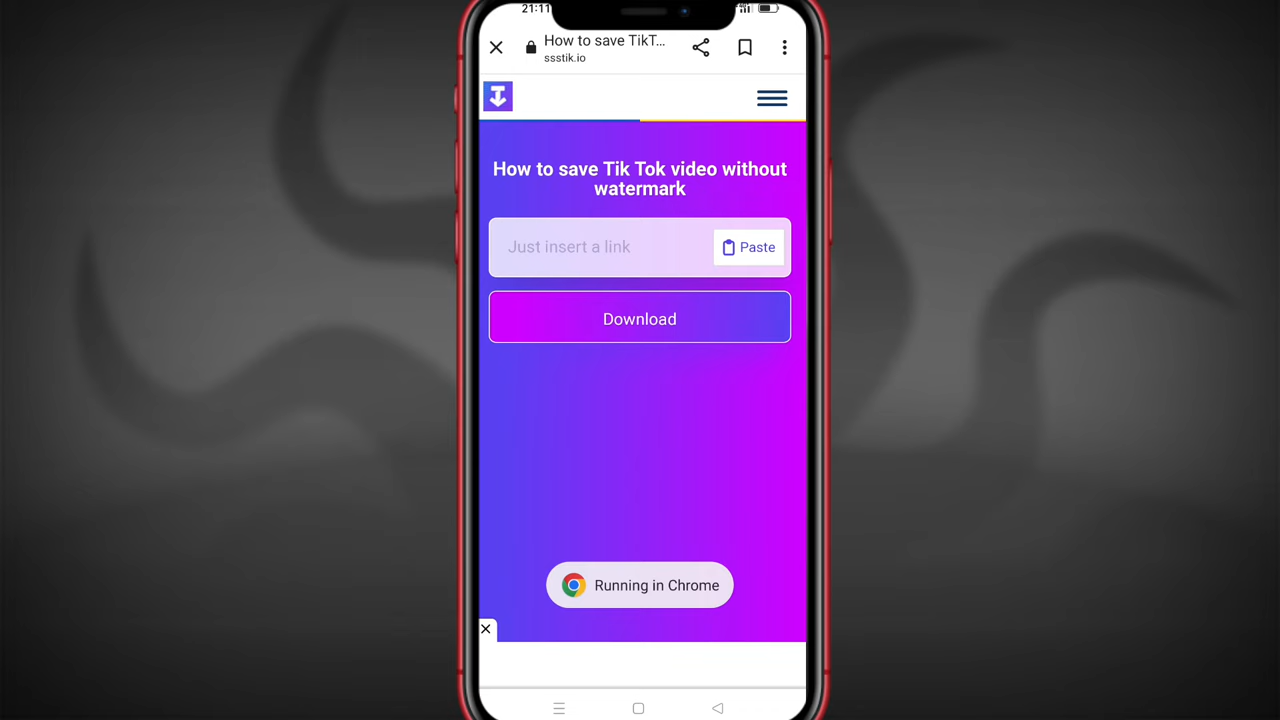 21:11
How to save TikT...
ssstik.io
How to save Tik Tok video without
watermark
Just insert a link
Paste
Download
Running in Chrome